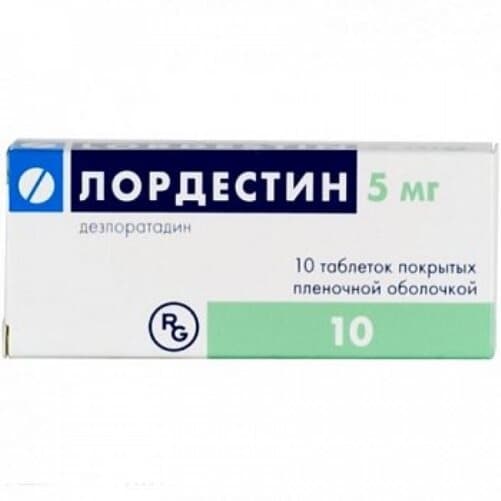 ЛОРДЕСТИН 5 мг
дезлоратадин
10 таблеток покрытых
пленочной оболочкой
RG
10